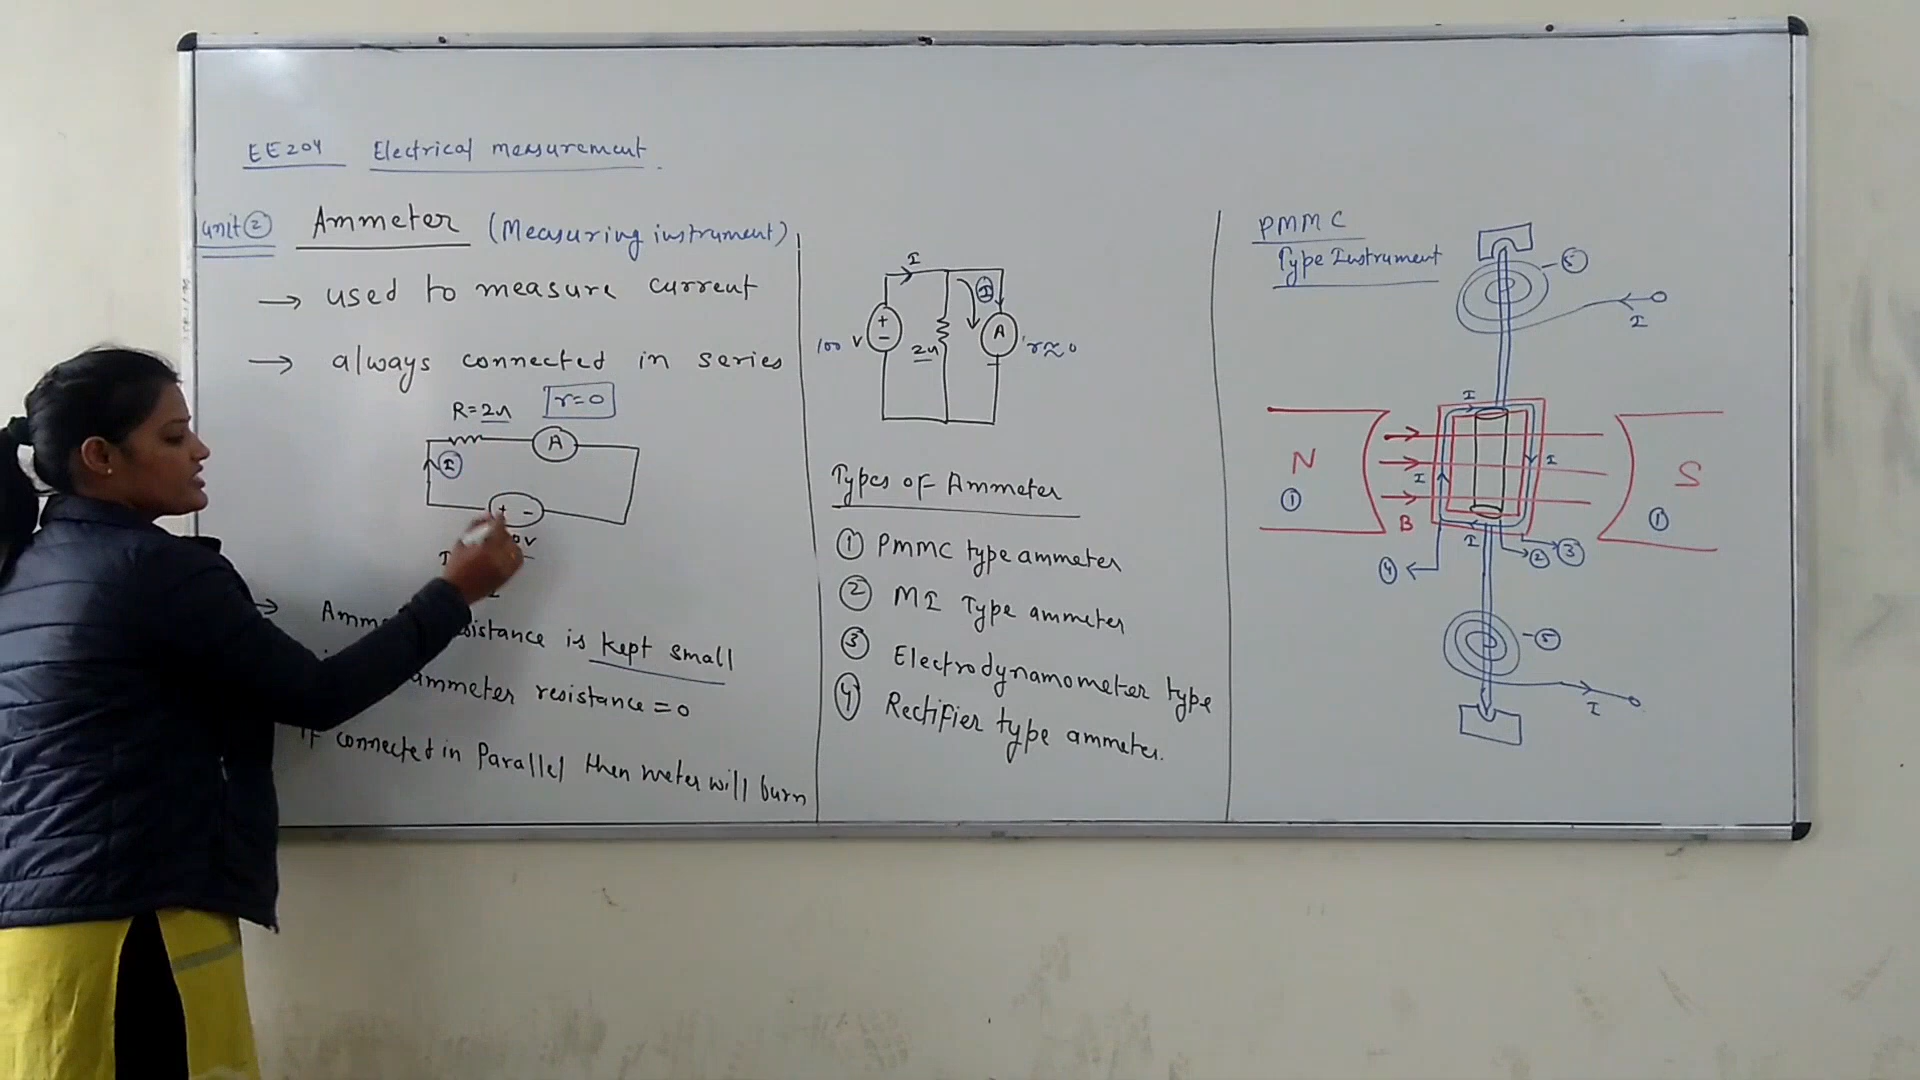 EE204 Electrical measurement
unit ② Ammeter (Measuring instrument)
→ used to measure current
→ always connected in series
R=2Ω r=0
A
I
+ -
V
→ is kept small
ammeter resistance = 0
If connected in Parallel then meter will burn
I
I
+
-
100 V
2Ω
A
r≈0
Types of Ammeter
① PMMC type ammeter
② MI Type ammeter
③ Electrodynamometer type
④ Rectifier type ammeter.
PMMC
Type Instrument
⑤
I
I
N
①
I
I
B
I
S
①
④
②
③
⑤
I